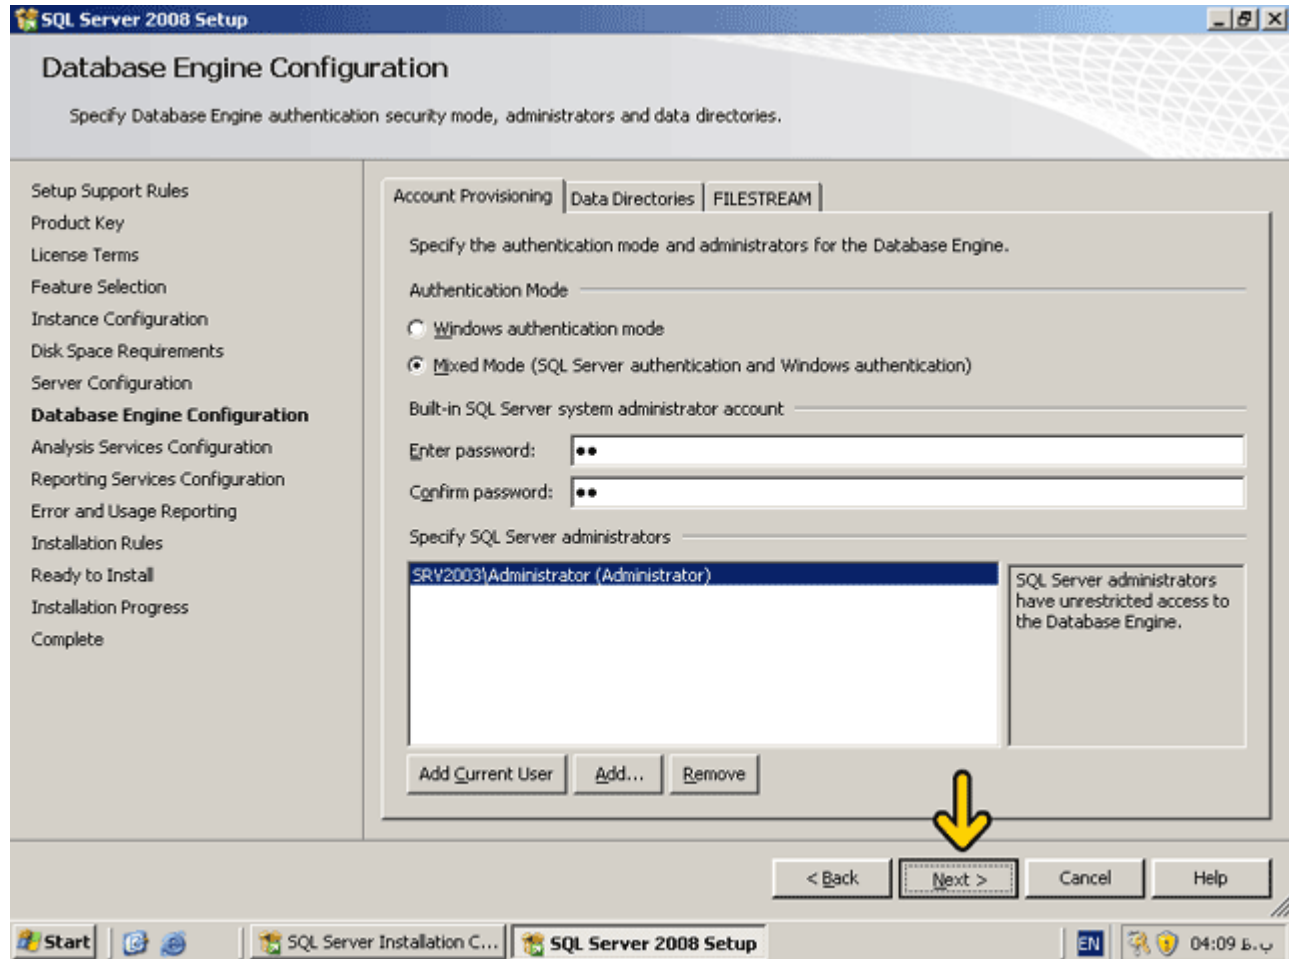 SQL Server 2008 Setup
Database Engine Configuration
Specify Database Engine authentication security mode, administrators and data directories.
Setup Support Rules
Product Key
License Terms
Feature Selection
Instance Configuration
Disk Space Requirements
Server Configuration
Database Engine Configuration
Analysis Services Configuration
Reporting Services Configuration
Error and Usage Reporting
Installation Rules
Ready to Install
Installation Progress
Complete
Account Provisioning Data Directories FILESTREAM
Specify the authentication mode and administrators for the Database Engine.
Authentication Mode
Windows authentication mode
Mixed Mode (SQL Server authentication and Windows authentication)
Built-in SQL Server system administrator account
Enter password: ●●
Confirm password: ●●
Specify SQL Server administrators
SRV2003\Administrator (Administrator)
SQL Server administrators
have unrestricted access to
the Database Engine.
Add Current User Add... Remove
< Back Next > Cancel Help
Start SQL Server Installation C... SQL Server 2008 Setup EN 04:09 ب.ظ